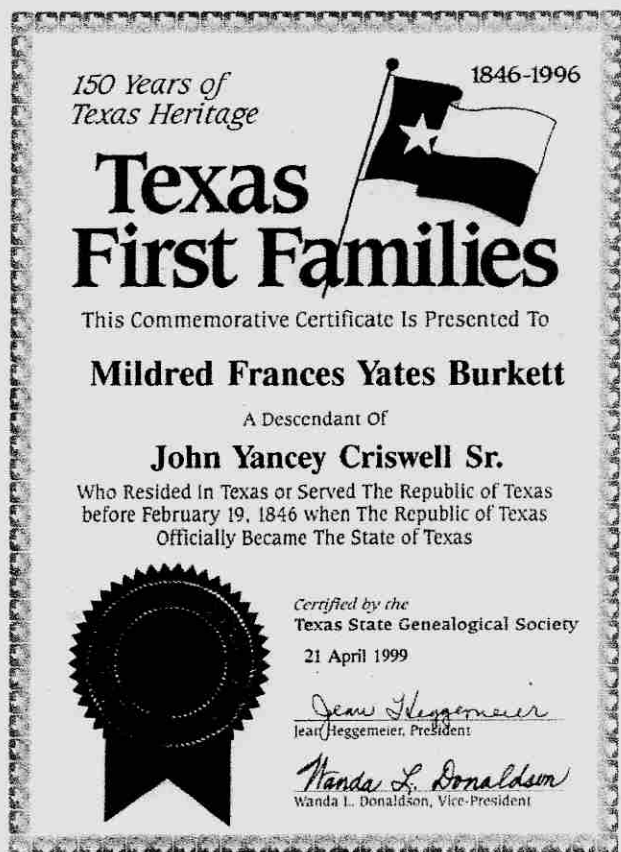 150 Years of
Texas Heritage
1846-1996
Texas
First Families
This Commemorative Certificate Is Presented To
Mildred Frances Yates Burkett
A Descendant Of
John Yancey Criswell Sr.
Who Resided In Texas or Served The Republic of Texas
before February 19, 1846 when The Republic of Texas
Officially Became The State of Texas
Certified by the
Texas State Genealogical Society
21 April 1999
Jean Heggemeier
Jean Heggemeier, President
Wanda L. Donaldson
Wanda L. Donaldson, Vice-President